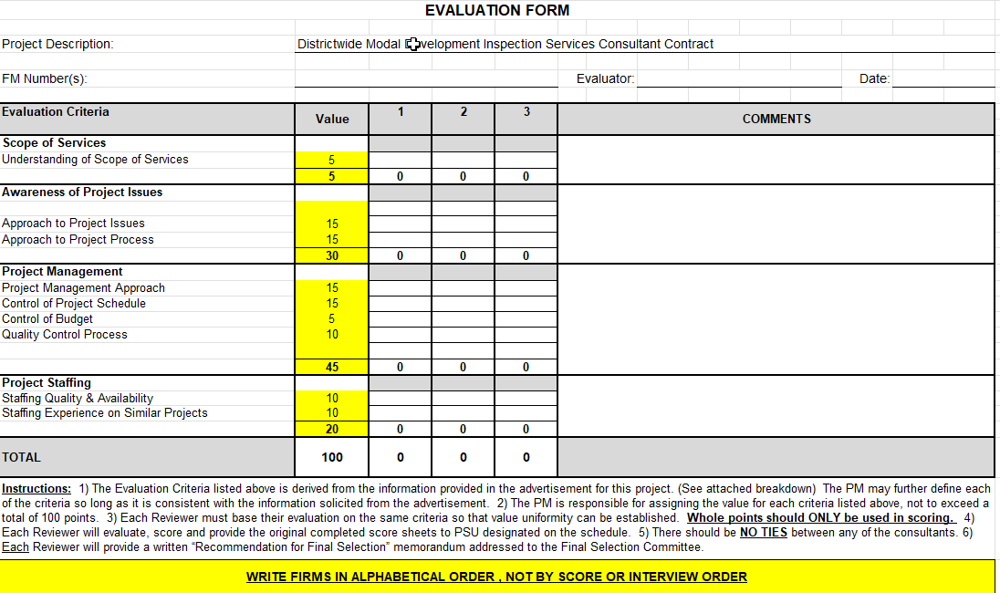 EVALUATION FORM
Project Description: Districtwide Modal Development Inspection Services Consultant Contract
FM Number(s): Evaluator: Date:
Evaluation Criteria Value 1 2 3 COMMENTS
Scope of Services
Understanding of Scope of Services 5
5 0 0 0
Awareness of Project Issues
Approach to Project Issues 15
Approach to Project Process 15
30 0 0 0
Project Management
Project Management Approach 15
Control of Project Schedule 15
Control of Budget 5
Quality Control Process 10
45 0 0 0
Project Staffing
Staffing Quality & Availability 10
Staffing Experience on Similar Projects 10
20 0 0 0
TOTAL 100 0 0 0
Instructions: 1) The Evaluation Criteria listed above is derived from the information provided in the advertisement for this project. (See attached breakdown) The PM may further define each
of the criteria so long as it is consistent with the information solicited from the advertisement. 2) The PM is responsible for assigning the value for each criteria listed above, not to exceed a
total of 100 points. 3) Each Reviewer must base their evaluation on the same criteria so that value uniformity can be established. Whole points should ONLY be used in scoring. 4)
Each Reviewer will evaluate, score and provide the original completed score sheets to PSU designated on the schedule. 5) There should be NO TIES between any of the consultants. 6)
Each Reviewer will provide a written “Recommendation for Final Selection” memorandum addressed to the Final Selection Committee.
WRITE FIRMS IN ALPHABETICAL ORDER , NOT BY SCORE OR INTERVIEW ORDER